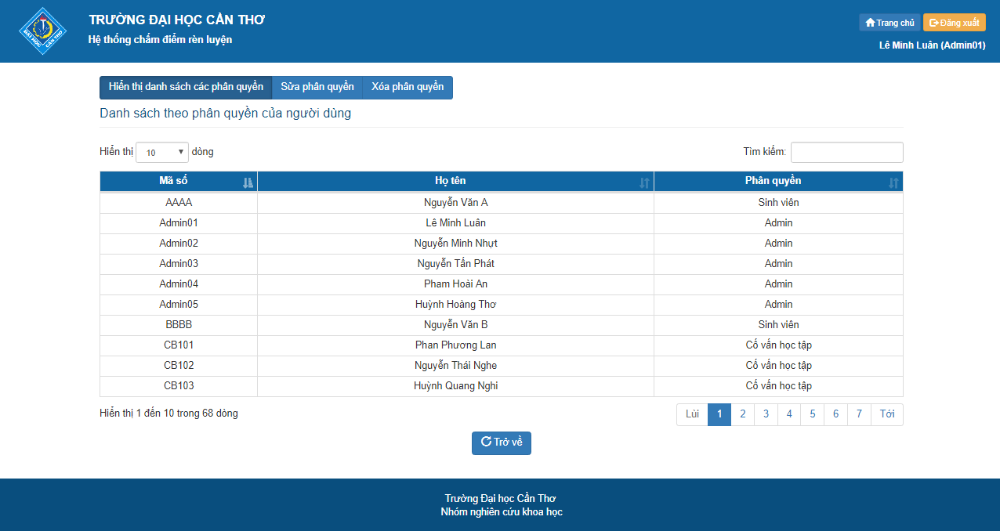 ĐẠI HỌC CẦN THƠ
TRƯỜNG ĐẠI HỌC CẦN THƠ
Hệ thống chấm điểm rèn luyện
Trang chủ Đăng xuất
Lê Minh Luân (Admin01)
Hiển thị danh sách các phân quyền Sửa phân quyền Xóa phân quyền
Danh sách theo phân quyền của người dùng
Hiển thị 10 dòng Tìm kiếm:
Mã số Họ tên Phân quyền
AAAA Nguyễn Văn A Sinh viên
Admin01 Lê Minh Luân Admin
Admin02 Nguyễn Minh Nhựt Admin
Admin03 Nguyễn Tấn Phát Admin
Admin04 Pham Hoài An Admin
Admin05 Huỳnh Hoàng Thơ Admin
BBBB Nguyễn Văn B Sinh viên
CB101 Phan Phương Lan Cố vấn học tập
CB102 Nguyễn Thái Nghe Cố vấn học tập
CB103 Huỳnh Quang Nghi Cố vấn học tập
Hiển thị 1 đến 10 trong 68 dòng Lùi 1 2 3 4 5 6 7 Tới
Trở về
Trường Đại học Cần Thơ
Nhóm nghiên cứu khoa học